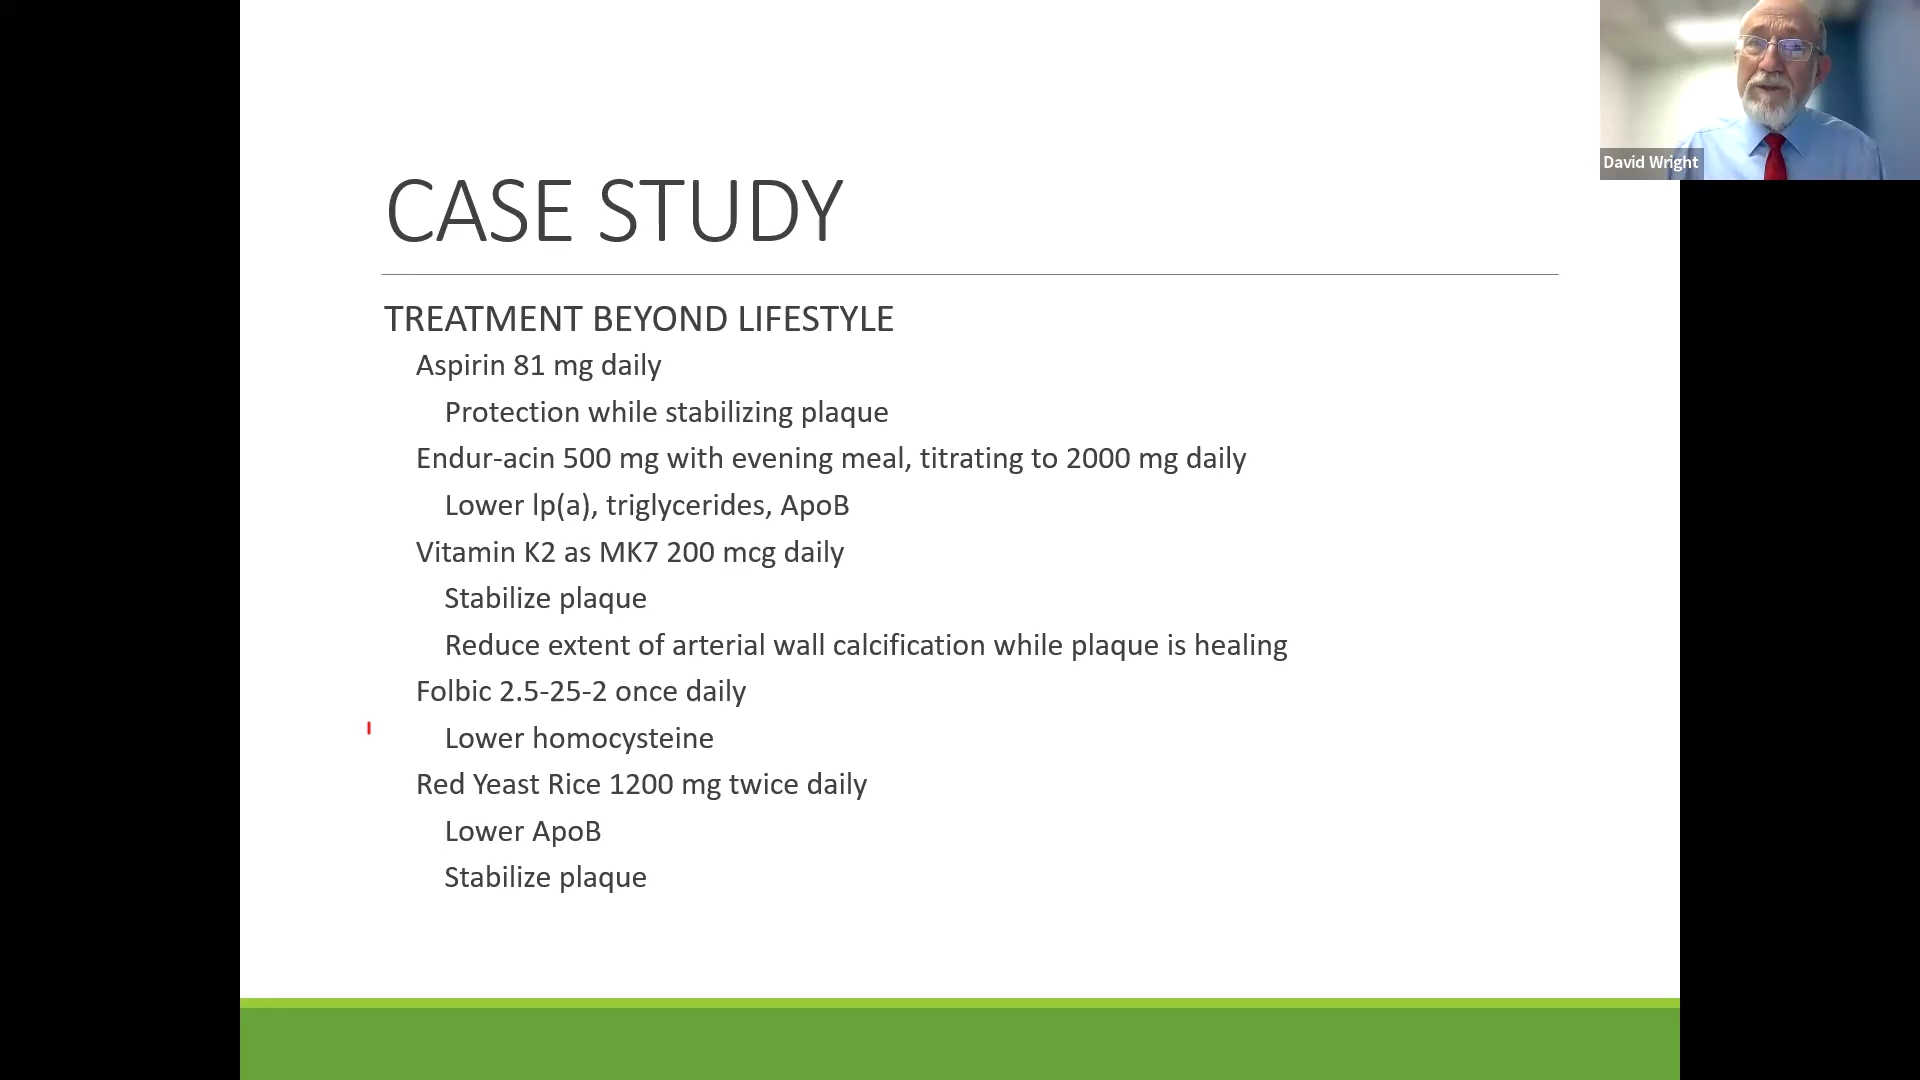 David Wright
CASE STUDY
TREATMENT BEYOND LIFESTYLE
Aspirin 81 mg daily
Protection while stabilizing plaque
Endur-acin 500 mg with evening meal, titrating to 2000 mg daily
Lower lp(a), triglycerides, ApoB
Vitamin K2 as MK7 200 mcg daily
Stabilize plaque
Reduce extent of arterial wall calcification while plaque is healing
Folbic 2.5-25-2 once daily
Lower homocysteine
Red Yeast Rice 1200 mg twice daily
Lower ApoB
Stabilize plaque